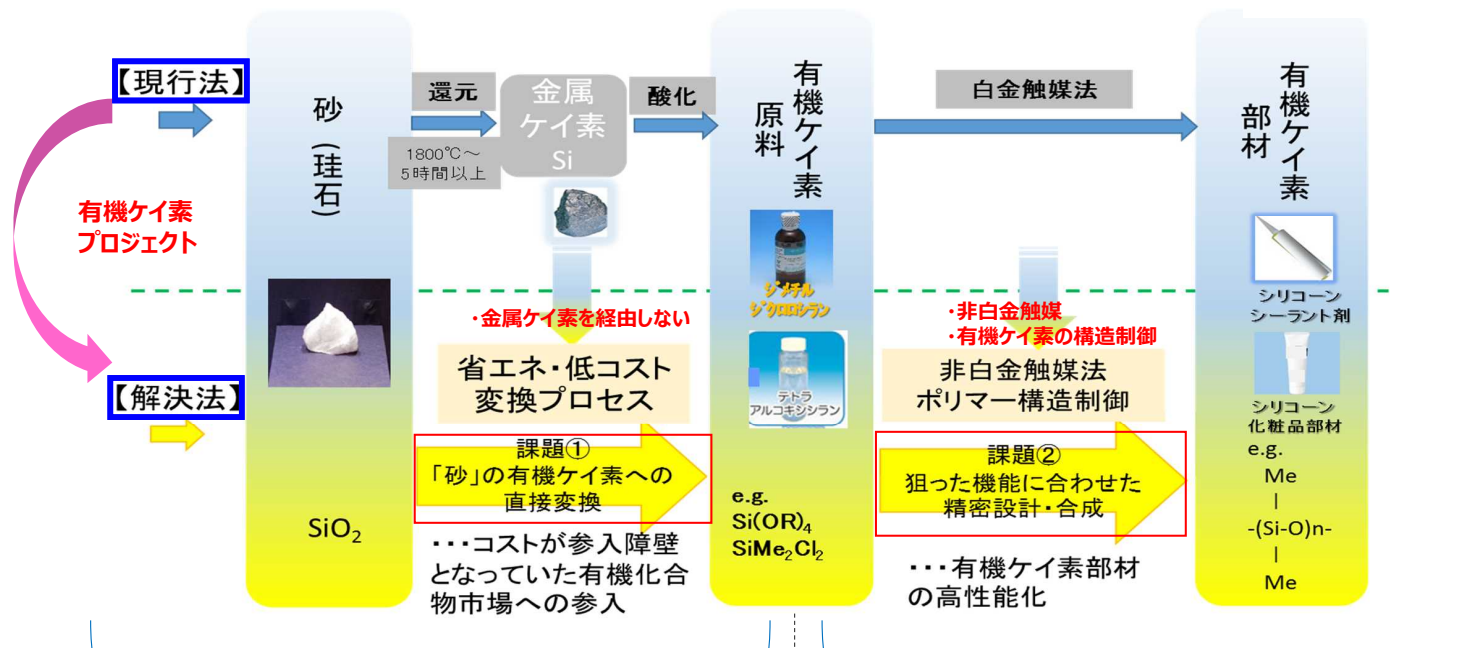 【現行法】
有機ケイ素
プロジェクト
【解決法】
砂(珪石)
SiO₂
還元
1800℃～
5時間以上
金属
ケイ素
Si
酸化
・金属ケイ素を経由しない
省エネ・低コスト
変換プロセス
課題①
「砂」の有機ケイ素への
直接変換
・・・コストが参入障壁
となっていた有機化合
物市場への参入
有機ケイ素
原料
ジメチル
ジクロロシラン
テトラ
アルコキシシラン
e.g.
Si(OR)₄
SiMe₂Cl₂
白金触媒法
・非白金触媒
・有機ケイ素の構造制御
非白金触媒法
ポリマー構造制御
課題②
狙った機能に合わせた
精密設計・合成
・・・有機ケイ素部材
の高性能化
有機ケイ素
部材
シリコーン
シーラント剤
シリコーン
化粧品部材
e.g.
Me
|
-(Si-O)n-
|
Me